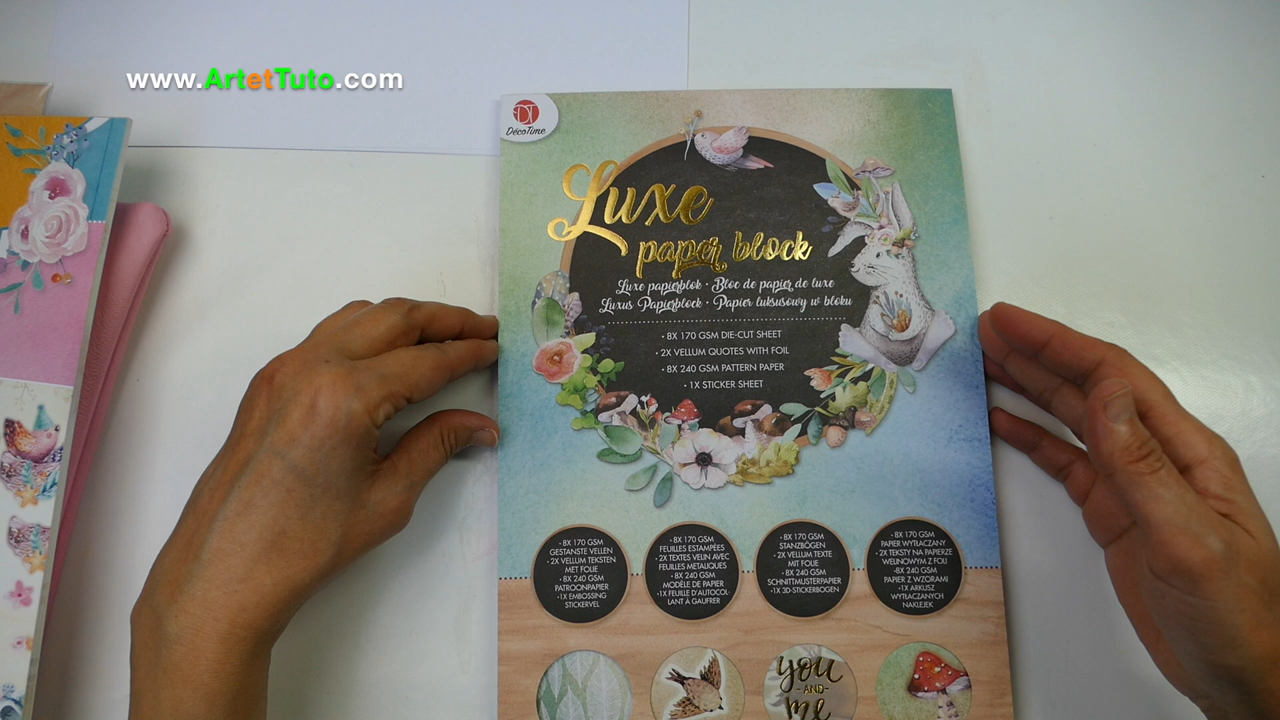 www.ArtetTuto.com
DT
DécoTime
Luxe
paper block
Luxe papierblok • Bloc de papier de luxe
Luxus Papierblock • Papier luksusowy w bloku
• 8X 170 GSM DIE-CUT SHEET
• 2X VELLUM QUOTES WITH FOIL
• 8X 240 GSM PATTERN PAPER
• 1X STICKER SHEET
• 8X 170 GSM
GESTANSTE VELLEN
• 2X VELLUM TEKSTEN
MET FOLIE
• 8X 240 GSM
PATROONPAPIER
• 1X EMBOSSING
STICKERVEL
• 8X 170 GSM
FEUILLES ESTAMPÉES
• 2X TEXTES VELIN AVEC
FEUILLES METALIQUES
• 8X 240 GSM
MODÈLE DE PAPIER
• 1X FEUILLE D'AUTOCOL-
LANT À GAUFRER
• 8X 170 GSM
STANZBÖGEN
• 2X VELLUM TEXTE
MIT FOLIE
• 8X 240 GSM
SCHNITTMUSTERPAPIER
• 1X 3D-STICKERBOGEN
• 8X 170 GSM
PAPIER WYTŁACZANY
• 2X TEKSTY NA PAPIERZE
WELINOWYM Z FOLI
• 8X 240 GSM
PAPIER Z WZORAMI
• 1X ARKUSZ
WYTŁACZANYCH
NAKLEJEK
you
- AND -
me